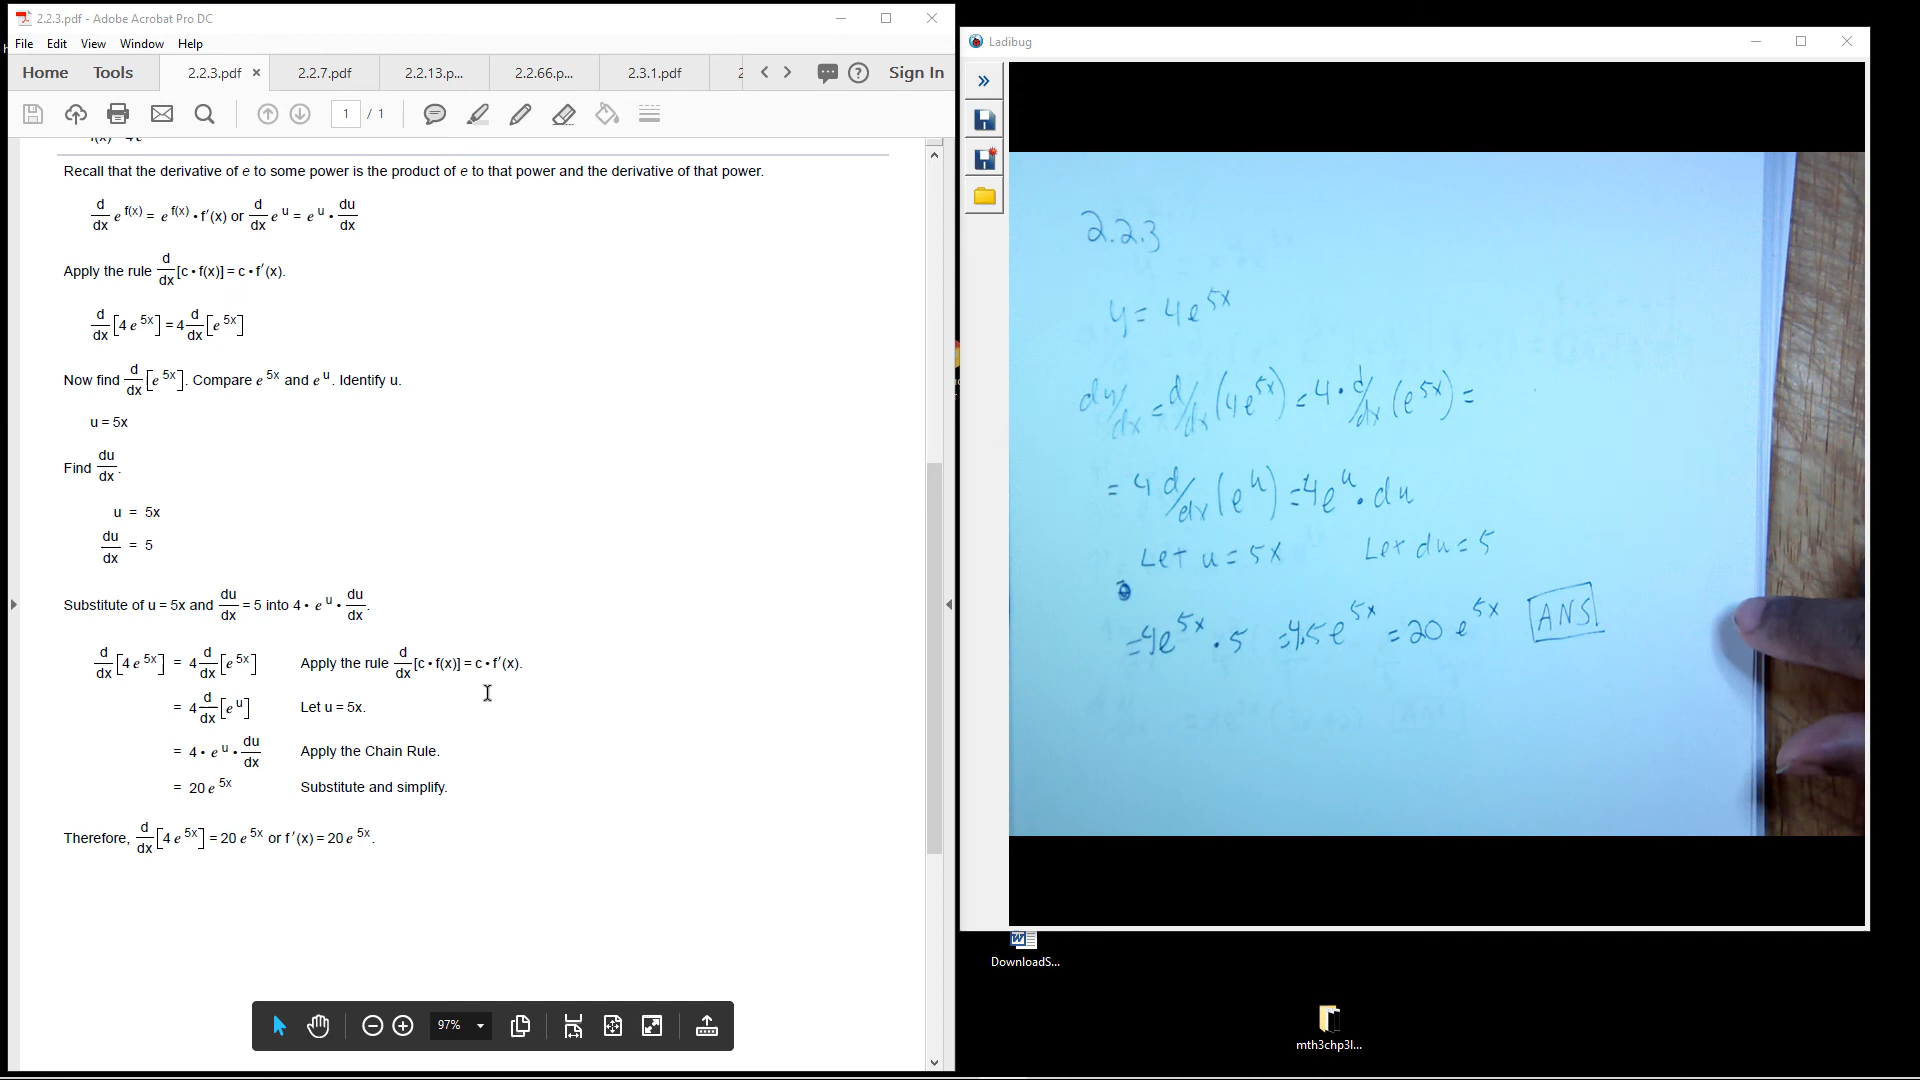 2.2.3.pdf - Adobe Acrobat Pro DC
File Edit View Window Help
Home Tools 2.2.3.pdf × 2.2.7.pdf 2.2.13.p... 2.2.66.p... 2.3.1.pdf Sign In
1 / 1
Recall that the derivative of e to some power is the product of e to that power and the derivative of that power.
d/dx e^f(x) = e^f(x) • f′(x) or d/dx e^u = e^u • du/dx
Apply the rule d/dx [c • f(x)] = c • f′(x).
d/dx [4 e^5x] = 4 d/dx [e^5x]
Now find d/dx [e^5x]. Compare e^5x and e^u. Identify u.
u = 5x
Find du/dx.
u = 5x
du/dx = 5
Substitute of u = 5x and du/dx = 5 into 4 • e^u • du/dx.
d/dx [4 e^5x] = 4 d/dx [e^5x] Apply the rule d/dx [c • f(x)] = c • f′(x).
= 4 d/dx [e^u] Let u = 5x.
= 4 • e^u • du/dx Apply the Chain Rule.
= 20 e^5x Substitute and simplify.
Therefore, d/dx [4 e^5x] = 20 e^5x or f′(x) = 20 e^5x.
97%
Ladibug
2.2.3
y = 4e^5x
dy/dx = d/dx (4e^5x) = 4 • d/dx (e^5x) =
= 4 d/dx (e^u) = 4e^u • du
Let u = 5x Let du = 5
= 4e^5x • 5 = 4•5 e^5x = 20 e^5x ANS
DownloadS...
mth3chp3l...